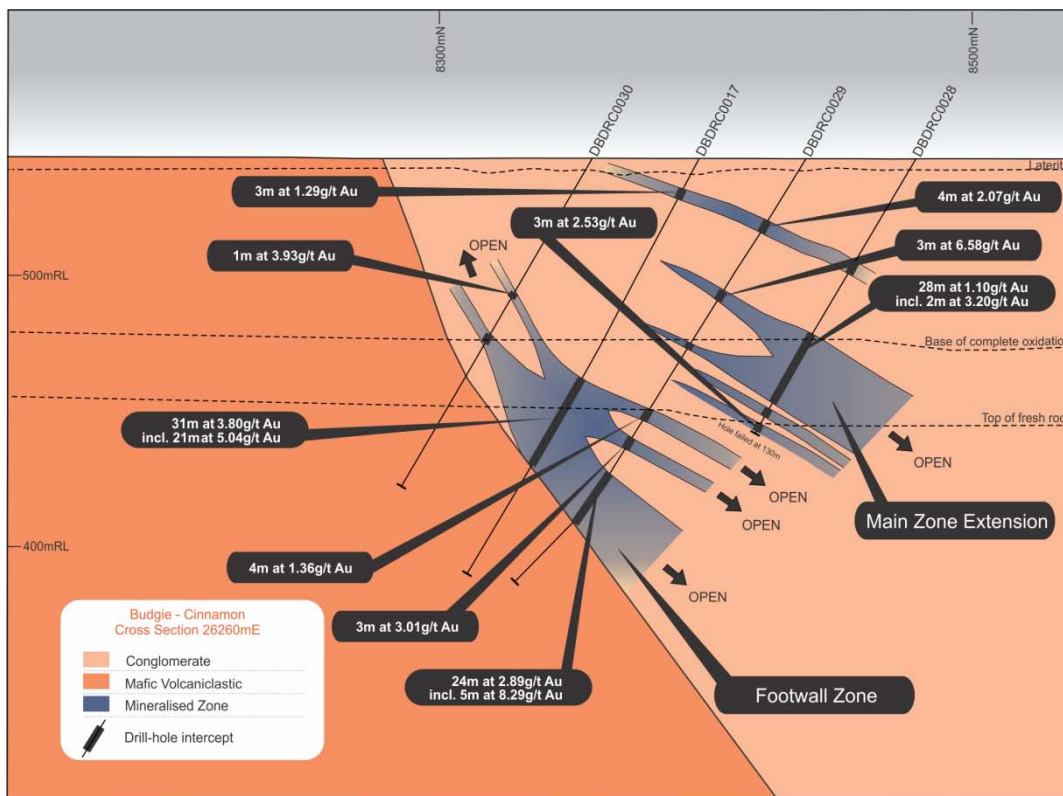 8300mN
8500mN
DBDRC0030
DBDRC0017
DBDRC0029
DBDRC0028
Laterit
3m at 1.29g/t Au
4m at 2.07g/t Au
3m at 2.53g/t Au
OPEN
3m at 6.58g/t Au
1m at 3.93g/t Au
500mRL
28m at 1.10g/t Au
incl. 2m at 3.20g/t Au
Base of complete oxidatio
31m at 3.80g/t Au
incl. 21m at 5.04g/t Au
Top of fresh roc
Hole failed at 130m
OPEN
OPEN
OPEN
Main Zone Extension
400mRL
4m at 1.36g/t Au
OPEN
3m at 3.01g/t Au
24m at 2.89g/t Au
incl. 5m at 8.29g/t Au
Footwall Zone
Budgie - Cinnamon
Cross Section 26260mE
Conglomerate
Mafic Volcaniclastic
Mineralised Zone
Drill-hole intercept